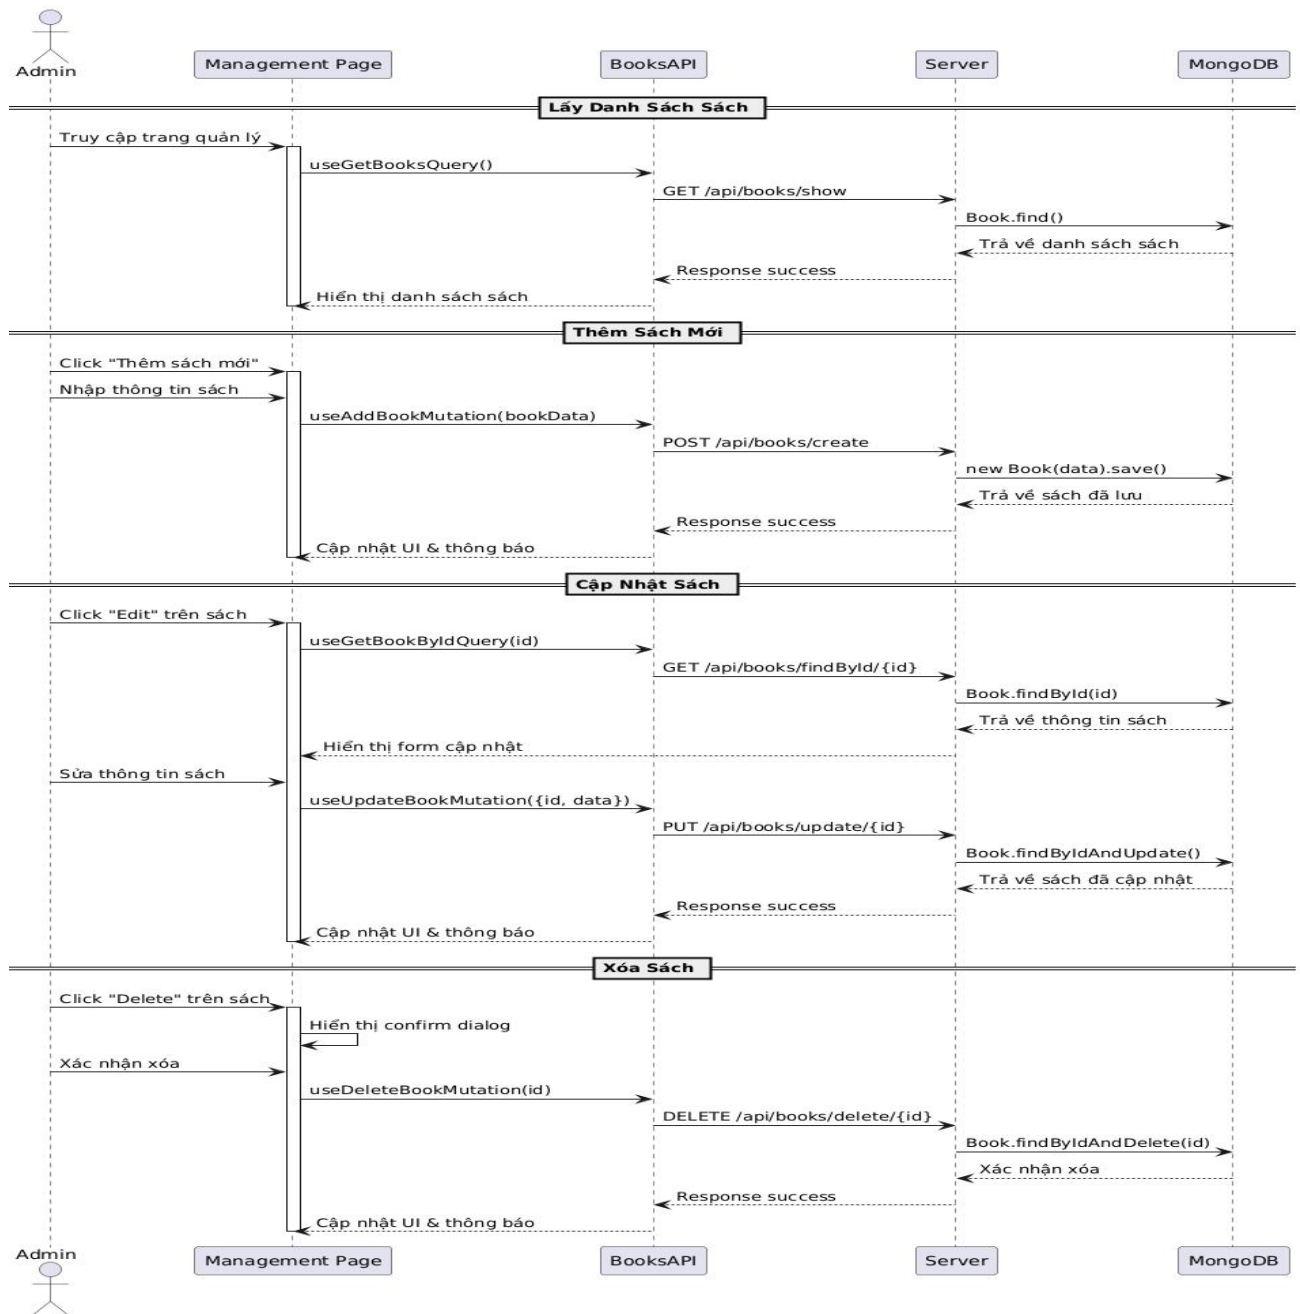 Admin
Management Page
BooksAPI
Server
MongoDB
Lấy Danh Sách Sách
Truy cập trang quản lý
useGetBooksQuery()
GET /api/books/show
Book.find()
Trả về danh sách sách
Response success
Hiển thị danh sách sách
Thêm Sách Mới
Click "Thêm sách mới"
Nhập thông tin sách
useAddBookMutation(bookData)
POST /api/books/create
new Book(data).save()
Trả về sách đã lưu
Response success
Cập nhật UI & thông báo
Cập Nhật Sách
Click "Edit" trên sách
useGetBookByIdQuery(id)
GET /api/books/findById/{id}
Book.findById(id)
Trả về thông tin sách
Hiển thị form cập nhật
Sửa thông tin sách
useUpdateBookMutation({id, data})
PUT /api/books/update/{id}
Book.findByIdAndUpdate()
Trả về sách đã cập nhật
Response success
Cập nhật UI & thông báo
Xóa Sách
Click "Delete" trên sách
Hiển thị confirm dialog
Xác nhận xóa
useDeleteBookMutation(id)
DELETE /api/books/delete/{id}
Book.findByIdAndDelete(id)
Xác nhận xóa
Response success
Cập nhật UI & thông báo
Admin
Management Page
BooksAPI
Server
MongoDB